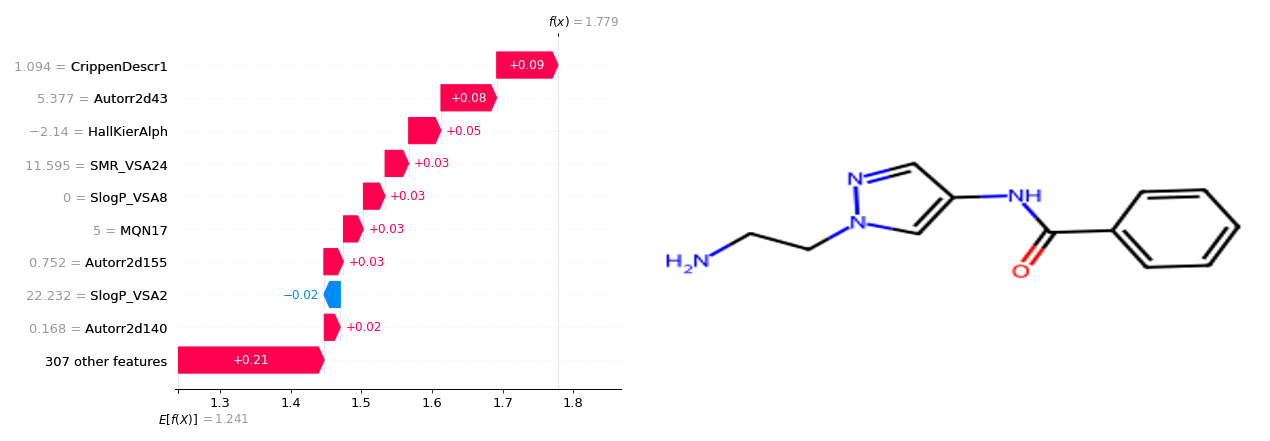 f(x) = 1.779
1.094 = CrippenDescr1
+0.09
5.377 = Autorr2d43
+0.08
−2.14 = HallKierAlph
+0.05
11.595 = SMR_VSA24
+0.03
0 = SlogP_VSA8
+0.03
5 = MQN17
+0.03
0.752 = Autorr2d155
+0.03
22.232 = SlogP_VSA2
−0.02
0.168 = Autorr2d140
+0.02
307 other features
+0.21
1.3 1.4 1.5 1.6 1.7 1.8
E[f(X)] = 1.241
N
N
NH
H2N
O